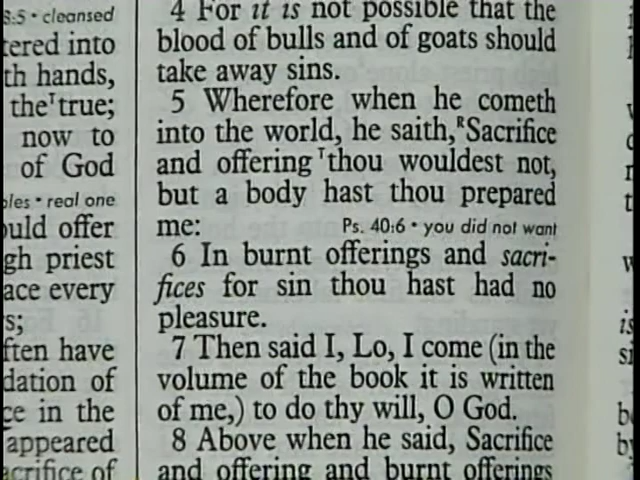 s:5 • cleansed
tered into
th hands,
the ᵀtrue;
now to
of God
ples • real one
ould offer
gh priest
ace every
s;
ften have
dation of
ce in the
appeared
acrifice of
4 For it is not possible that the
blood of bulls and of goats should
take away sins.
5 Wherefore when he cometh
into the world, he saith, ᴿSacrifice
and offering ᵀthou wouldest not,
but a body hast thou prepared
me: Ps. 40:6 • you did not want
6 In burnt offerings and sacri-
fices for sin thou hast had no
pleasure.
7 Then said I, Lo, I come (in the
volume of the book it is written
of me,) to do thy will, O God.
8 Above when he said, Sacrifice
and offering and burnt offerings